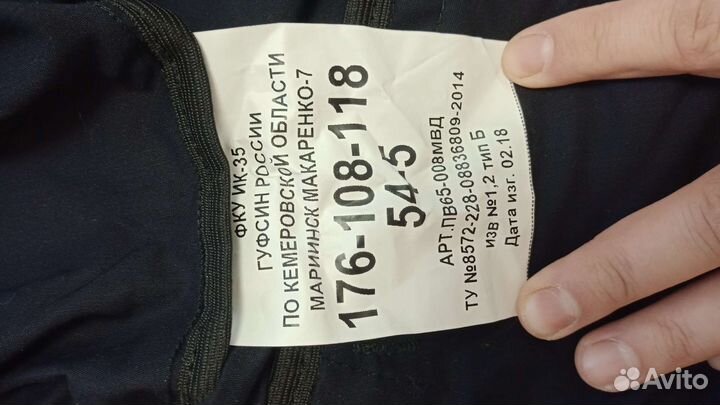 ФКУ ИК-35
ГУФСИН РОССИИ
ПО КЕМЕРОВСКОЙ ОБЛАСТИ
МАРИИНСК МАКАРЕНКО-7
176-108-118
54-5
АРТ.ПВ65-008МВД
ТУ №8572-228-08836809-2014
изв №1,2 тип Б
Дата изг. 02.18
Avito